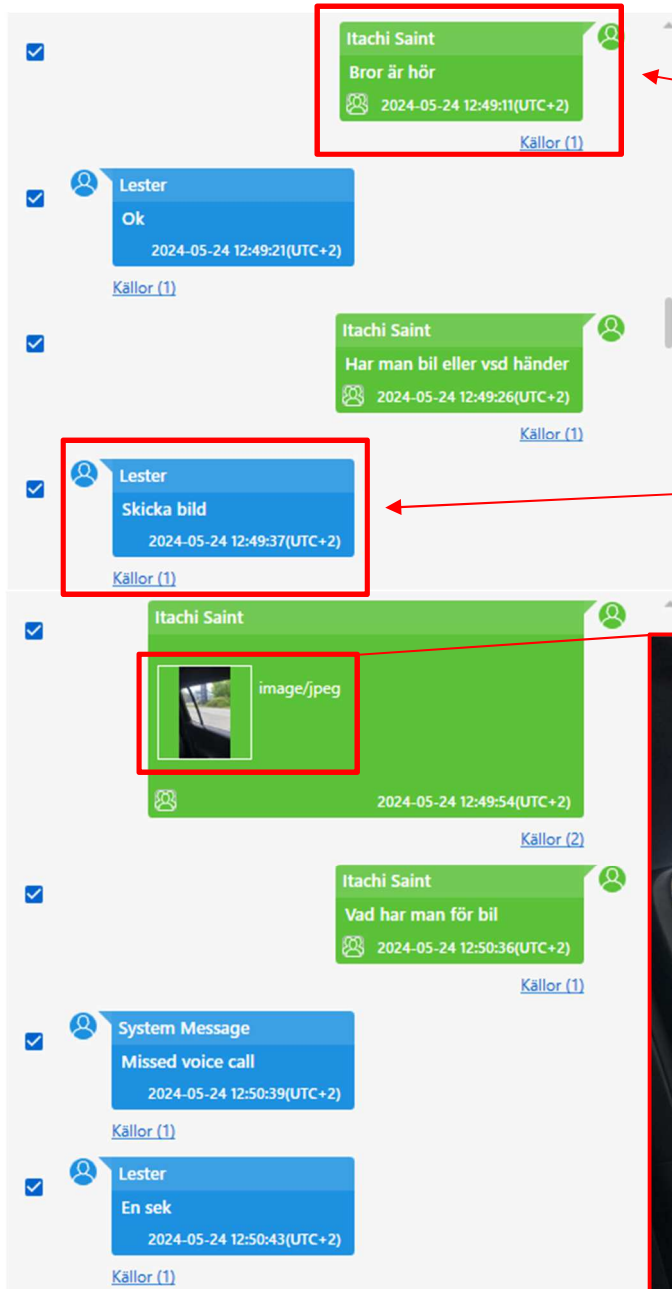 Itachi Saint
Bror är hör
2024-05-24 12:49:11(UTC+2)
Källor (1)
Lester
Ok
2024-05-24 12:49:21(UTC+2)
Källor (1)
Itachi Saint
Har man bil eller vsd händer
2024-05-24 12:49:26(UTC+2)
Källor (1)
Lester
Skicka bild
2024-05-24 12:49:37(UTC+2)
Källor (1)
Itachi Saint
image/jpeg
2024-05-24 12:49:54(UTC+2)
Källor (2)
Itachi Saint
Vad har man för bil
2024-05-24 12:50:36(UTC+2)
Källor (1)
System Message
Missed voice call
2024-05-24 12:50:39(UTC+2)
Källor (1)
Lester
En sek
2024-05-24 12:50:43(UTC+2)
Källor (1)